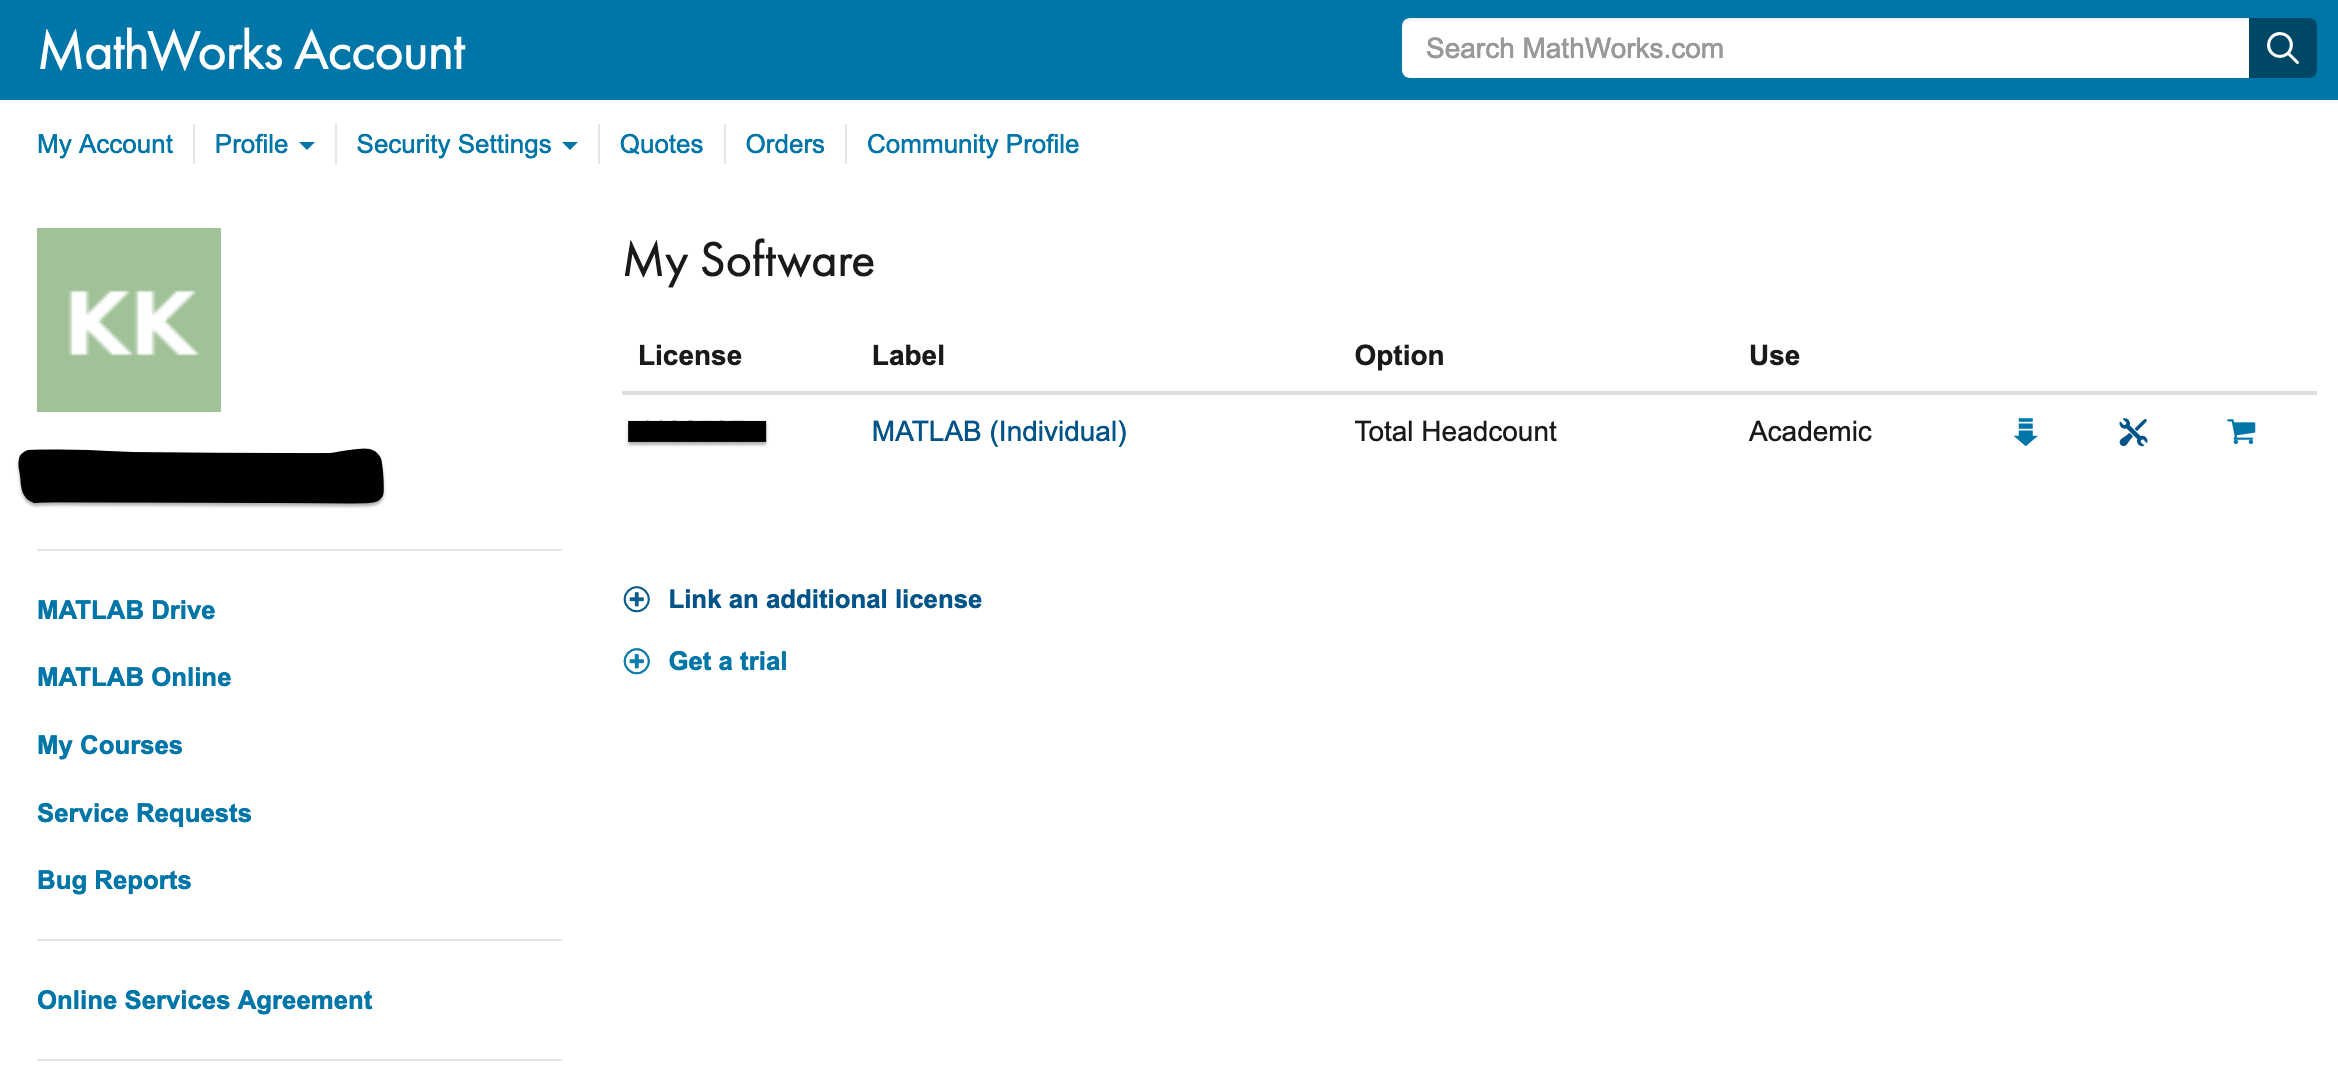 MathWorks Account
Search MathWorks.com
My Account
Profile
Security Settings
Quotes
Orders
Community Profile
KK
MATLAB Drive
MATLAB Online
My Courses
Service Requests
Bug Reports
Online Services Agreement
My Software
License Label Option Use
MATLAB (Individual) Total Headcount Academic
Link an additional license
Get a trial